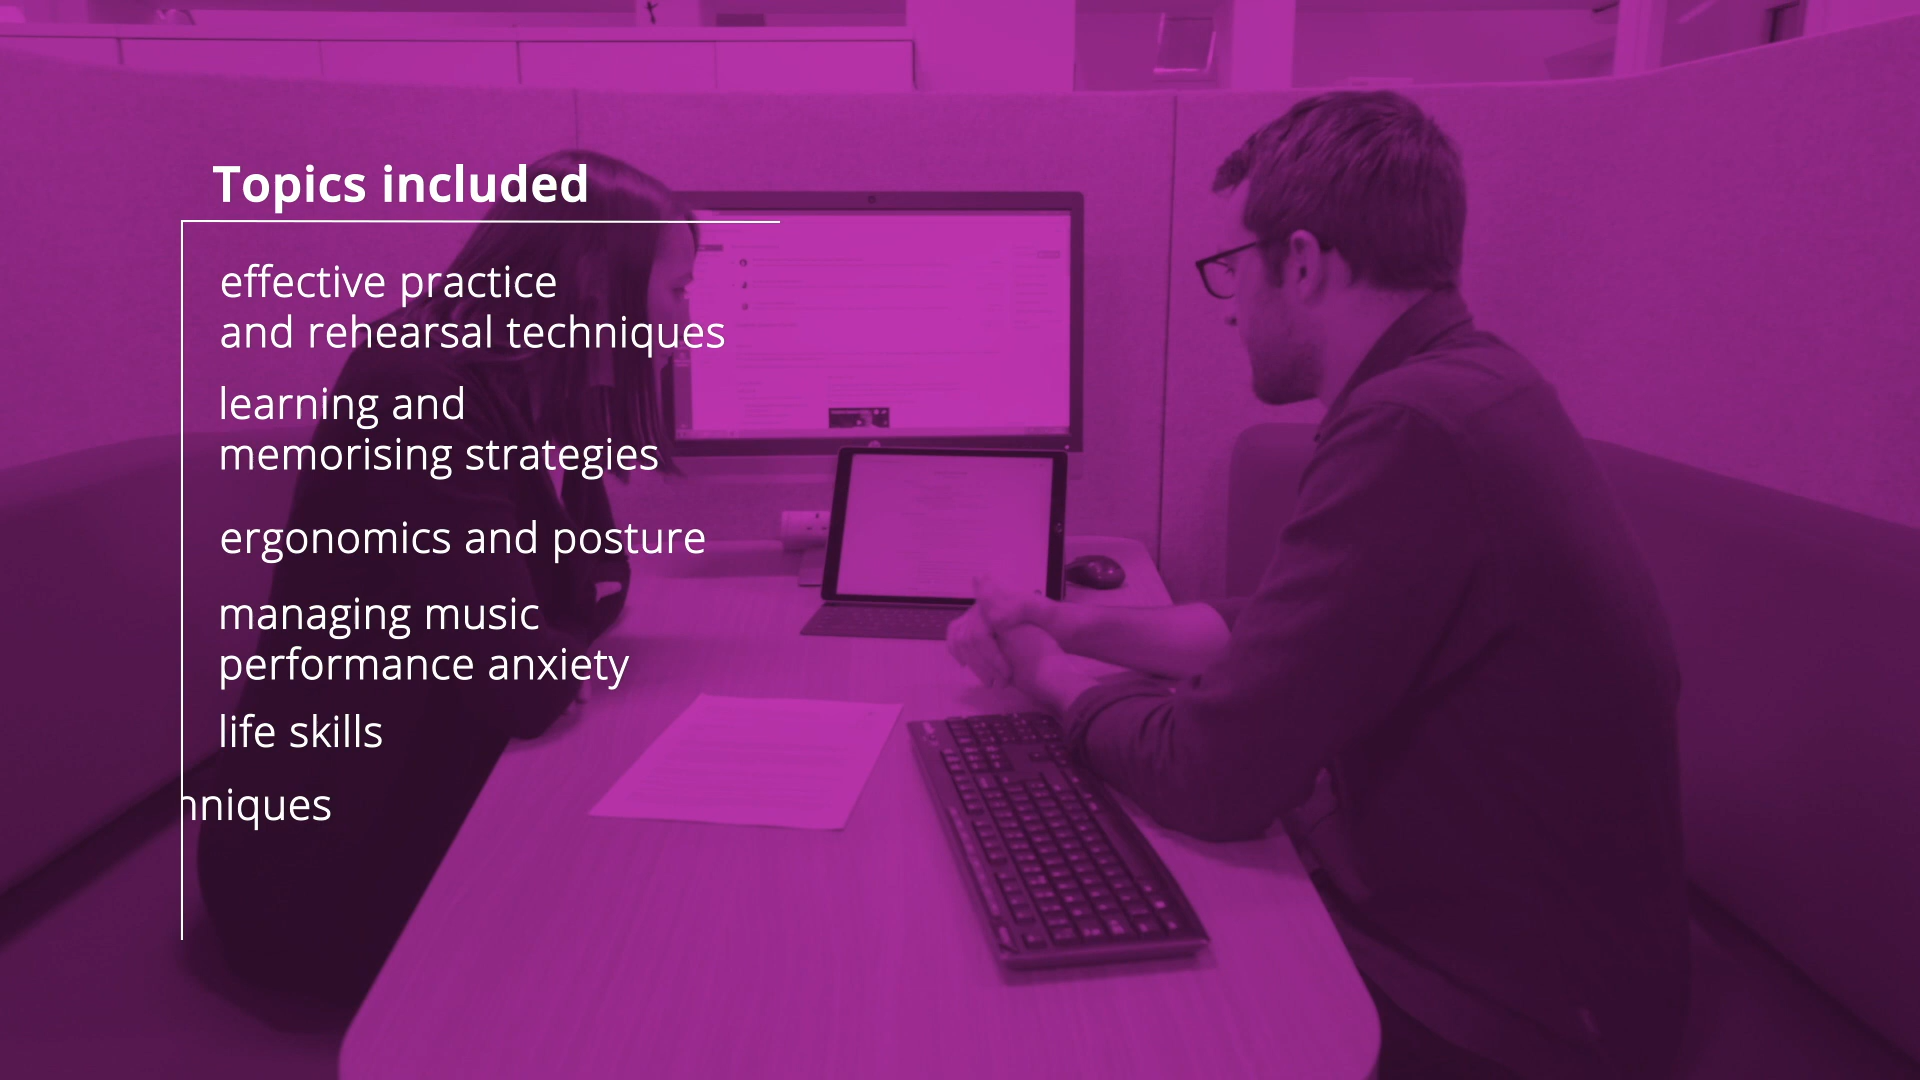 Topics included
effective practice
and rehearsal techniques
learning and
memorising strategies
ergonomics and posture
managing music
performance anxiety
life skills
hniques